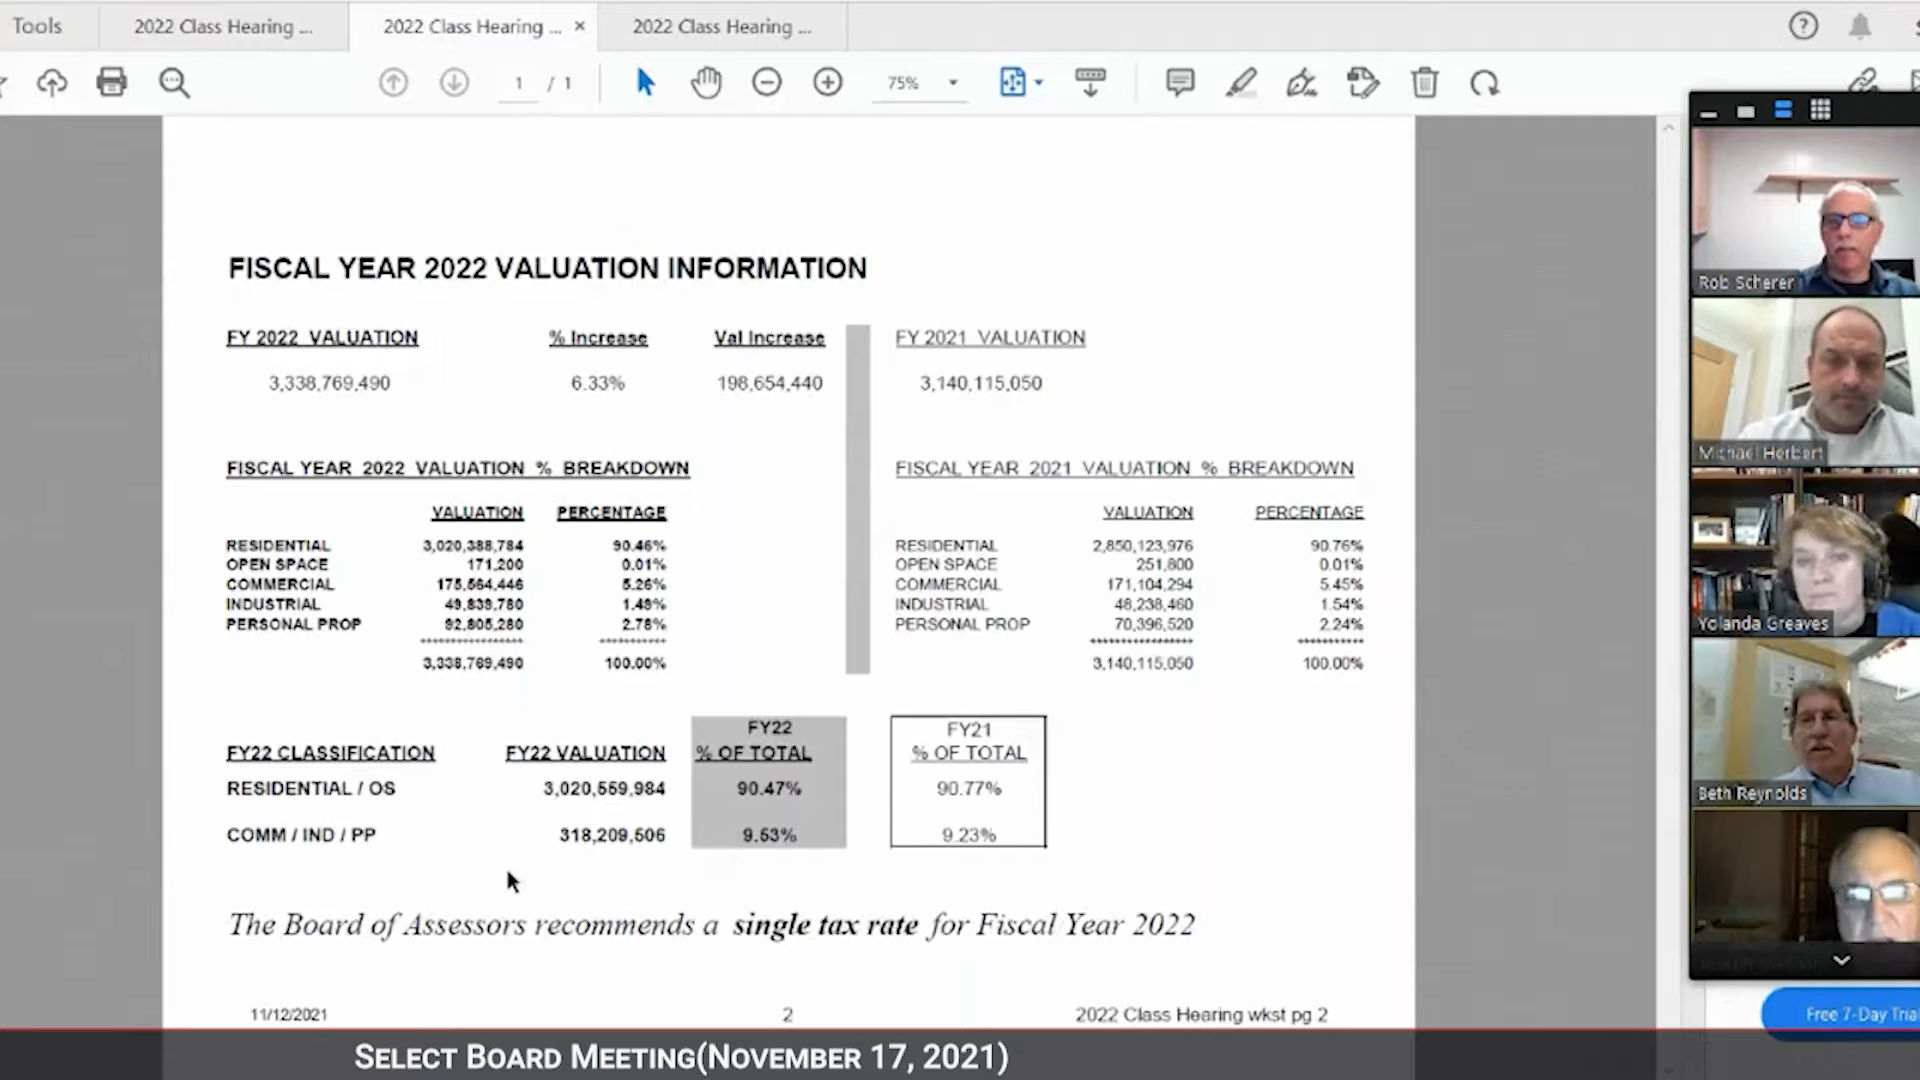 Tools
2022 Class Hearing ...
2022 Class Hearing ... ×
2022 Class Hearing ...
1 / 1
75%
FISCAL YEAR 2022 VALUATION INFORMATION
FY 2022 VALUATION % Increase Val Increase FY 2021 VALUATION
3,338,769,490 6.33% 198,654,440 3,140,115,050
FISCAL YEAR 2022 VALUATION % BREAKDOWN FISCAL YEAR 2021 VALUATION % BREAKDOWN
VALUATION PERCENTAGE VALUATION PERCENTAGE
RESIDENTIAL 3,020,388,784 90.46% RESIDENTIAL 2,850,123,976 90.76%
OPEN SPACE 171,200 0.01% OPEN SPACE 251,800 0.01%
COMMERCIAL 175,564,446 5.26% COMMERCIAL 171,104,294 5.45%
INDUSTRIAL 49,839,780 1.49% INDUSTRIAL 48,238,460 1.54%
PERSONAL PROP 92,805,280 2.78% PERSONAL PROP 70,396,520 2.24%
3,338,769,490 100.00% 3,140,115,050 100.00%
FY22 FY21
FY22 CLASSIFICATION FY22 VALUATION % OF TOTAL % OF TOTAL
RESIDENTIAL / OS 3,020,559,984 90.47% 90.77%
COMM / IND / PP 318,209,506 9.53% 9.23%
The Board of Assessors recommends a single tax rate for Fiscal Year 2022
11/12/2021 2 2022 Class Hearing wkst pg 2
Rob Scherer
Michael Herbert
Yolanda Greaves
Beth Reynolds
Free 7-Day Tria
SELECT BOARD MEETING(NOVEMBER 17, 2021)